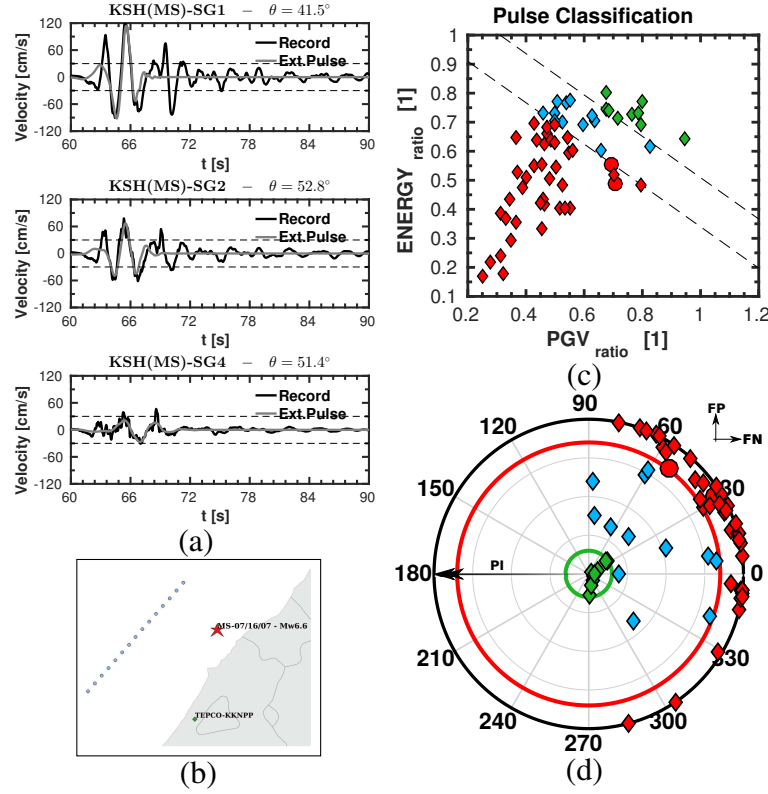 KSH(MS)-SG1 − θ = 41.5°
120
60
0
-60
-120
Velocity [cm/s]
Record
Ext.Pulse
60 66 72 78 84 90
t [s]
KSH(MS)-SG2 − θ = 52.8°
120
60
0
-60
-120
Velocity [cm/s]
Record
Ext.Pulse
60 66 72 78 84 90
t [s]
KSH(MS)-SG4 − θ = 51.4°
120
60
0
-60
-120
Velocity [cm/s]
Record
Ext.Pulse
60 66 72 78 84 90
t [s]
(a)
MS-07/16/07 - Mw6.6
TEPCO-KKNPP
(b)
Pulse Classification
1
0.9
0.8
0.7
0.6
0.5
0.4
0.3
0.2
0.1
ENERGY ratio [1]
0.2 0.4 0.6 0.8 1 1.2
PGV ratio [1]
(c)
90
120 60
150 30
180 0
210 330
240 300
270
PI
FP
FN
(d)